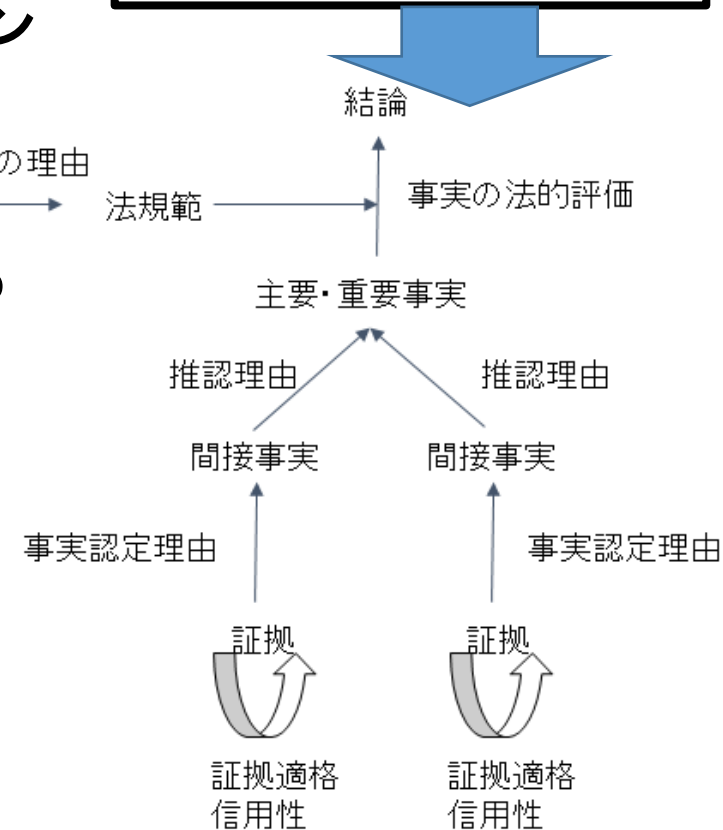 ン
結論
の理由
法規範
事実の法的評価
主要・重要事実
推認理由
推認理由
間接事実
間接事実
事実認定理由
事実認定理由
証拠
証拠
証拠適格
信用性
証拠適格
信用性